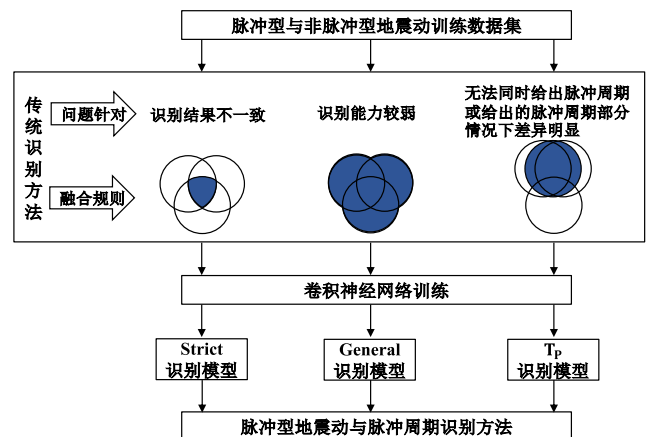 脉冲型与非脉冲型地震动训练数据集
传统识别方法
问题针对
识别结果不一致
识别能力较弱
无法同时给出脉冲周期
或给出的脉冲周期部分
情况下差异明显
融合规则
卷积神经网络训练
Strict
识别模型
General
识别模型
TP
识别模型
脉冲型地震动与脉冲周期识别方法